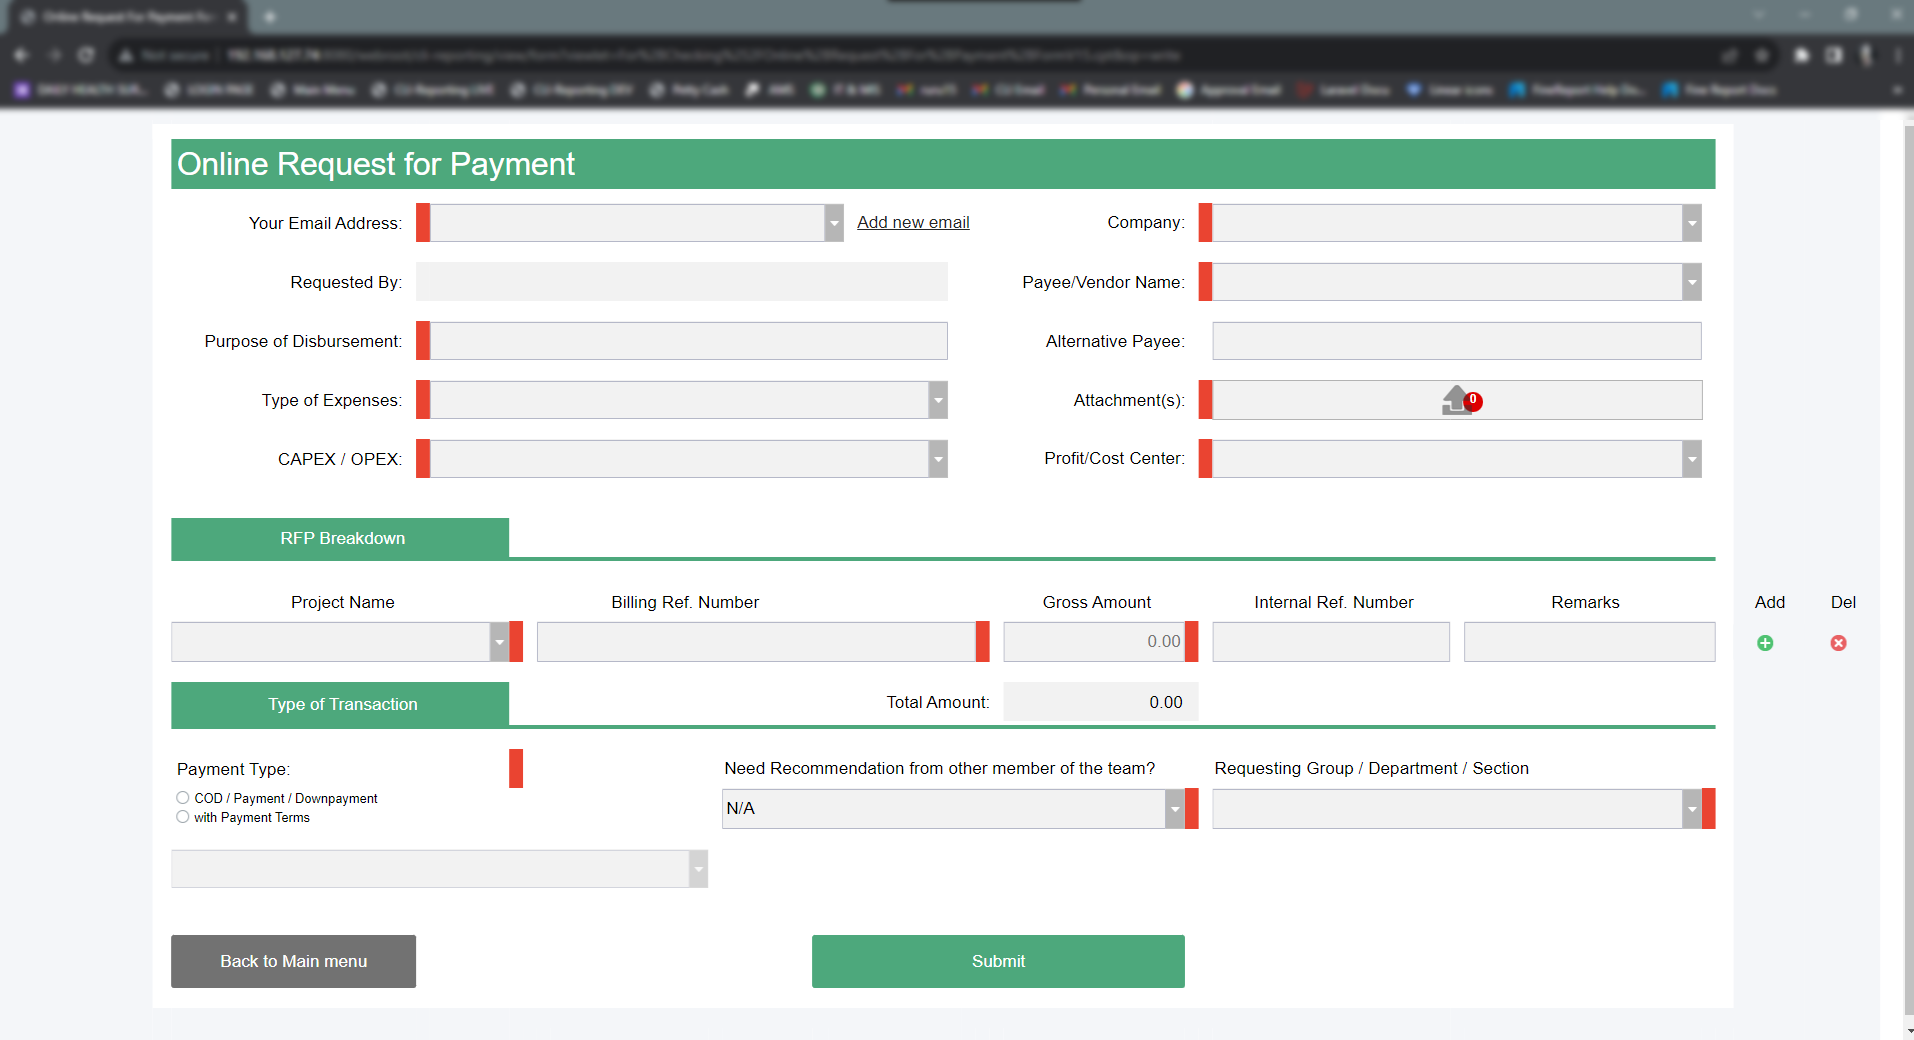 Not secure
Online Request for Payment
Your Email Address:
Add new email
Company:
Requested By:
Payee/Vendor Name:
Purpose of Disbursement:
Alternative Payee:
Type of Expenses:
Attachment(s):
0
CAPEX / OPEX:
Profit/Cost Center:
RFP Breakdown
Project Name
Billing Ref. Number
Gross Amount
Internal Ref. Number
Remarks
Add
Del
0.00
Type of Transaction
Total Amount:
0.00
Payment Type:
Need Recommendation from other member of the team?
Requesting Group / Department / Section
COD / Payment / Downpayment
with Payment Terms
N/A
Back to Main menu
Submit